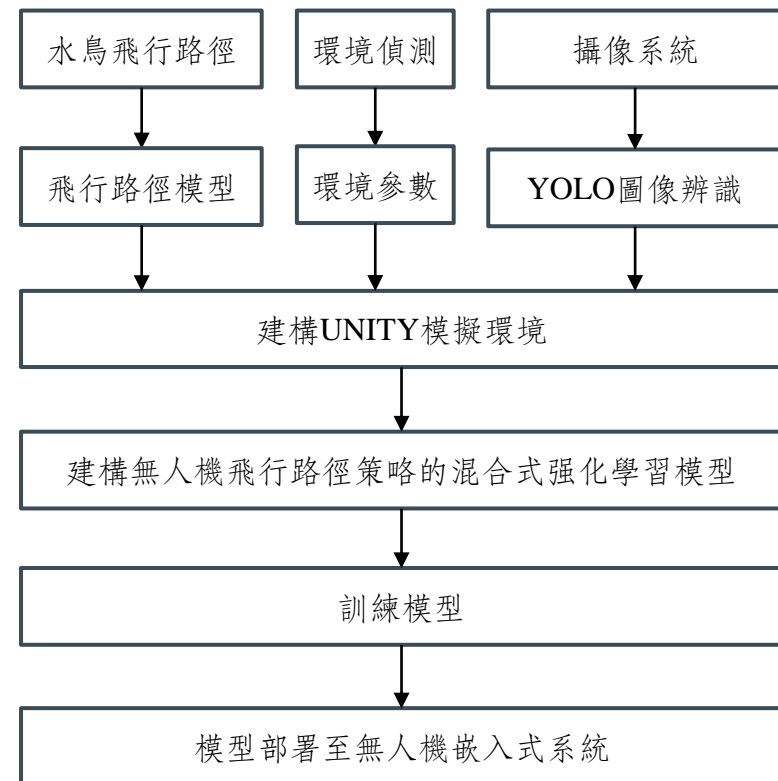 水鳥飛行路徑
環境偵測
攝像系統
飛行路徑模型
環境參數
YOLO圖像辨識
建構UNITY模擬環境
建構無人機飛行路徑策略的混合式强化學習模型
訓練模型
模型部署至無人機嵌入式系統